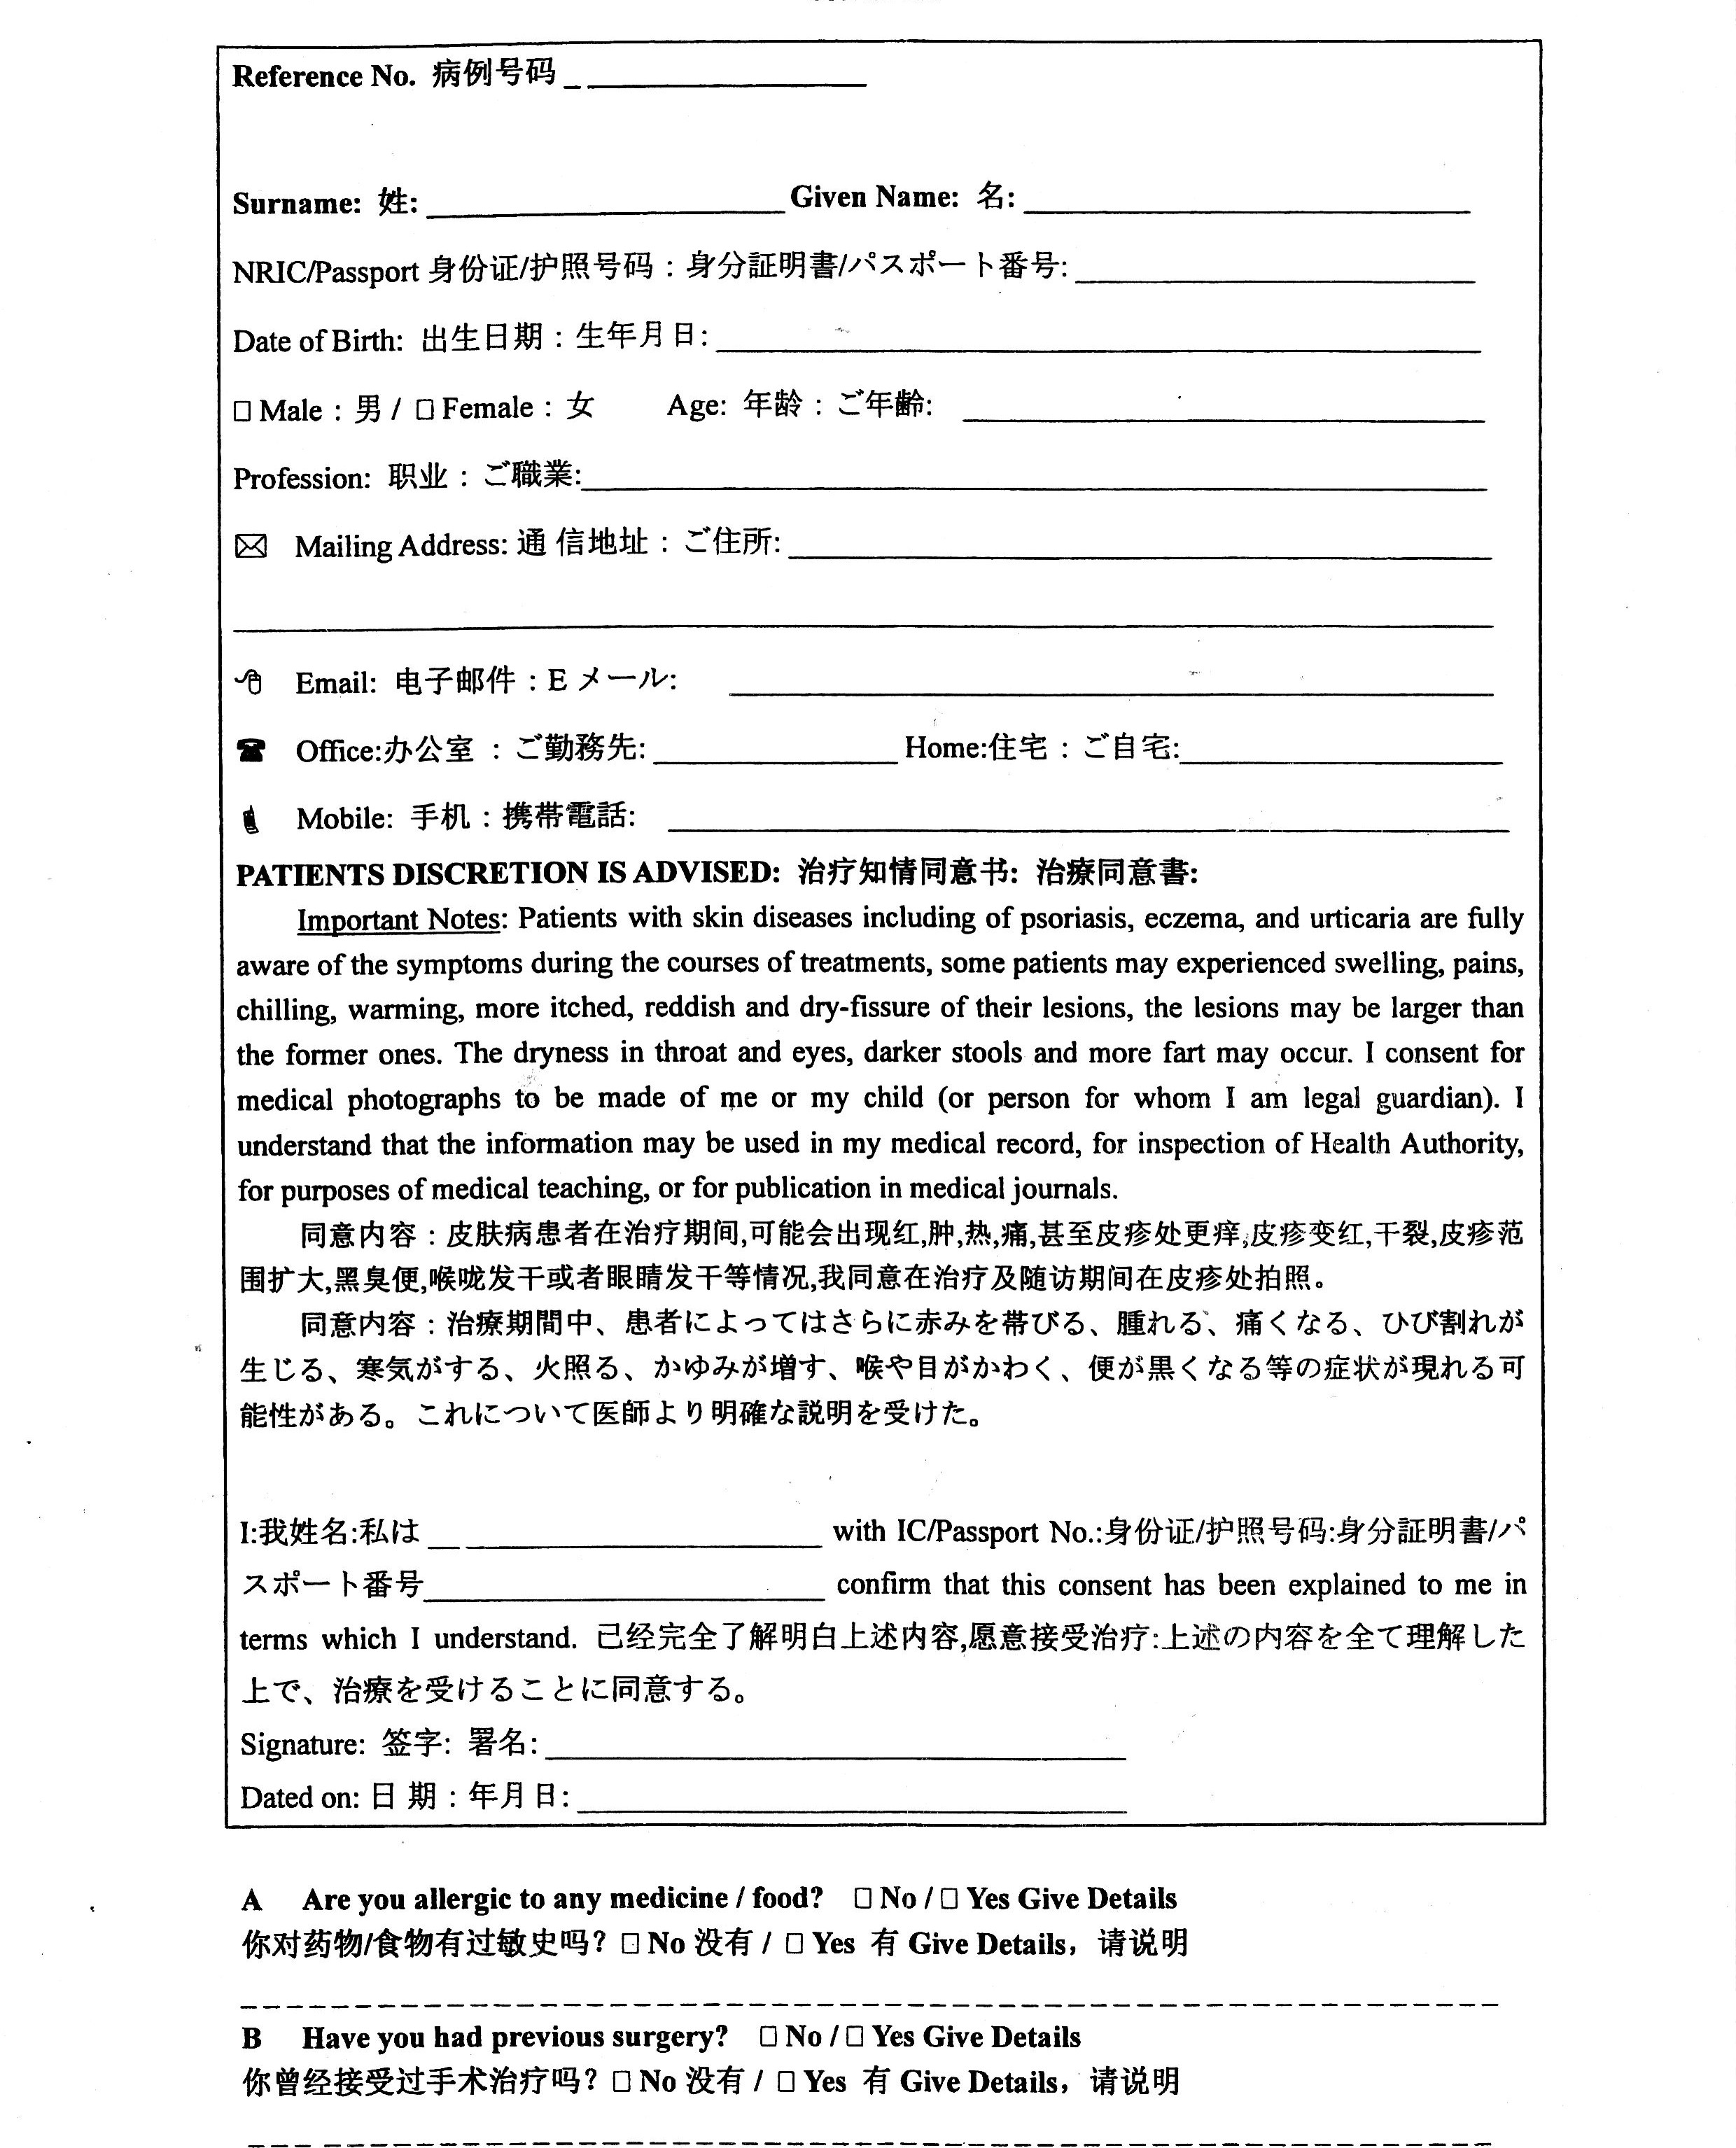 Reference No. 病例号码 _ ____________
Surname: 姓: ____________ Given Name: 名: ____________
NRIC/Passport 身份证/护照号码：身分証明書/パスポート番号: ____________
Date of Birth: 出生日期：生年月日: ____________
□ Male：男 / □ Female：女 Age: 年龄：ご年齢: ____________
Profession: 职业：ご職業: ____________
Mailing Address: 通 信地址：ご住所: ____________
Email: 电子邮件：E メール: ____________
Office:办公室 ：ご勤務先: ____________ Home:住宅：ご自宅: ____________
Mobile: 手机：携帯電話: ____________
PATIENTS DISCRETION IS ADVISED: 治疗知情同意书: 治療同意書:
Important Notes: Patients with skin diseases including of psoriasis, eczema, and urticaria are fully
aware of the symptoms during the courses of treatments, some patients may experienced swelling, pains,
chilling, warming, more itched, reddish and dry-fissure of their lesions, the lesions may be larger than
the former ones. The dryness in throat and eyes, darker stools and more fart may occur. I consent for
medical photographs to be made of me or my child (or person for whom I am legal guardian). I
understand that the information may be used in my medical record, for inspection of Health Authority,
for purposes of medical teaching, or for publication in medical journals.
同意内容：皮肤病患者在治疗期间,可能会出现红,肿,热,痛,甚至皮疹处更痒,皮疹变红,干裂,皮疹范
围扩大,黑臭便,喉咙发干或者眼睛发干等情况,我同意在治疗及随访期间在皮疹处拍照。
同意内容：治療期間中、患者によってはさらに赤みを帯びる、腫れる、痛くなる、ひび割れが
生じる、寒気がする、火照る、かゆみが増す、喉や目がかわく、便が黒くなる等の症状が現れる可
能性がある。これについて医師より明確な説明を受けた。
I:我姓名:私は __ ____________ with IC/Passport No.:身份证/护照号码:身分証明書/パ
スポート番号____________ confirm that this consent has been explained to me in
terms which I understand. 已经完全了解明白上述内容,愿意接受治疗:上述の内容を全て理解した
上で、治療を受けることに同意する。
Signature: 签字: 署名: ____________
Dated on: 日 期：年月日: ____________
A Are you allergic to any medicine / food? □ No / □ Yes Give Details
你对药物/食物有过敏史吗? □ No 没有 / □ Yes 有 Give Details，请说明
B Have you had previous surgery? □ No / □ Yes Give Details
你曾经接受过手术治疗吗? □ No 没有 / □ Yes 有 Give Details，请说明